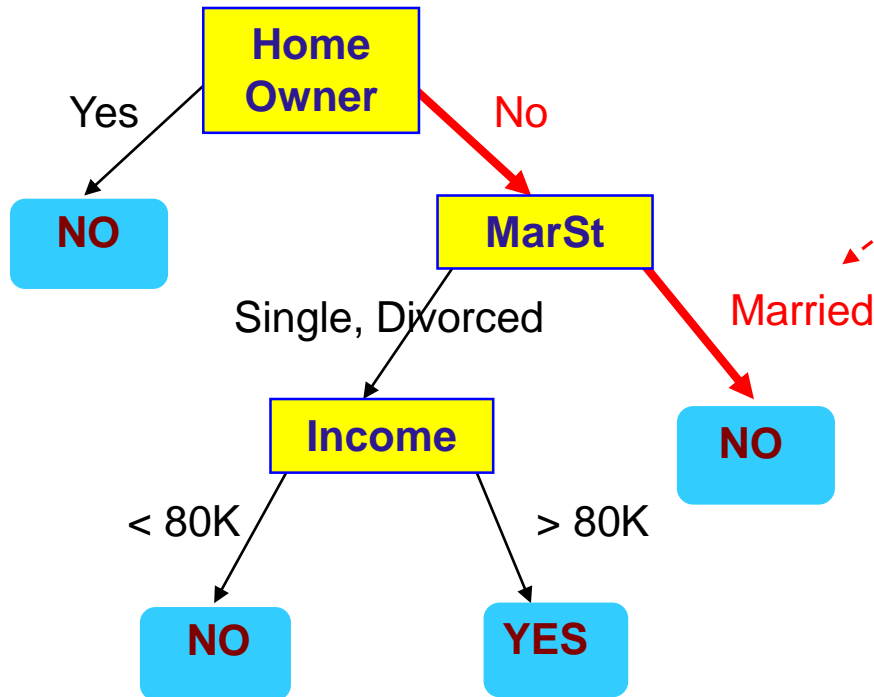 Home
Owner
Yes
No
NO
MarSt
Single, Divorced
Married
Income
NO
< 80K
> 80K
NO
YES